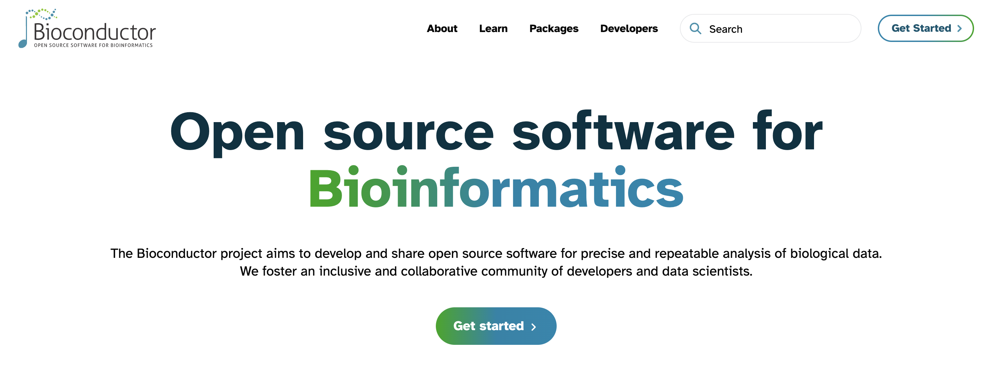 Bioconductor
OPEN SOURCE SOFTWARE FOR BIOINFORMATICS
About Learn Packages Developers Search Get Started
Open source software for
Bioinformatics
The Bioconductor project aims to develop and share open source software for precise and repeatable analysis of biological data.
We foster an inclusive and collaborative community of developers and data scientists.
Get started